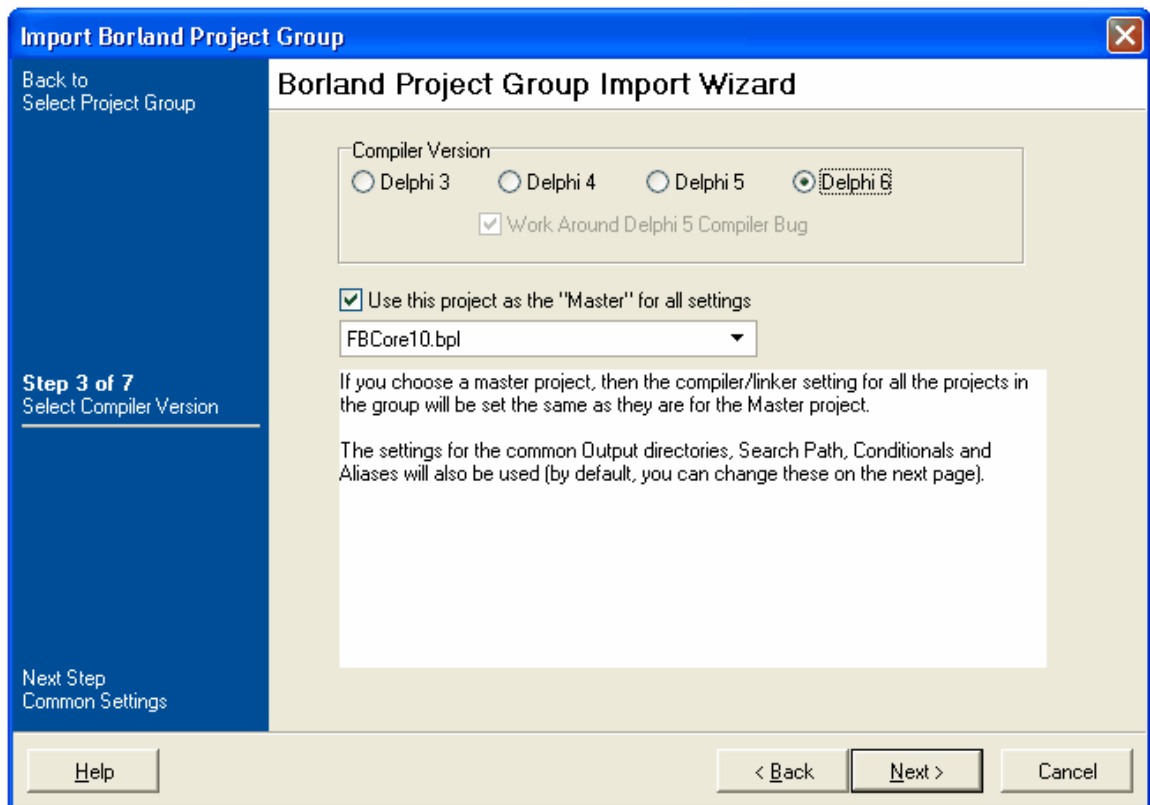 Import Borland Project Group
Back to
Select Project Group
Borland Project Group Import Wizard
Compiler Version
Delphi 3 Delphi 4 Delphi 5 Delphi 6
Work Around Delphi 5 Compiler Bug
Use this project as the "Master" for all settings
FBCore10.bpl
Step 3 of 7
Select Compiler Version
If you choose a master project, then the compiler/linker setting for all the projects in
the group will be set the same as they are for the Master project.
The settings for the common Output directories, Search Path, Conditionals and
Aliases will also be used (by default, you can change these on the next page).
Next Step
Common Settings
Help < Back Next > Cancel